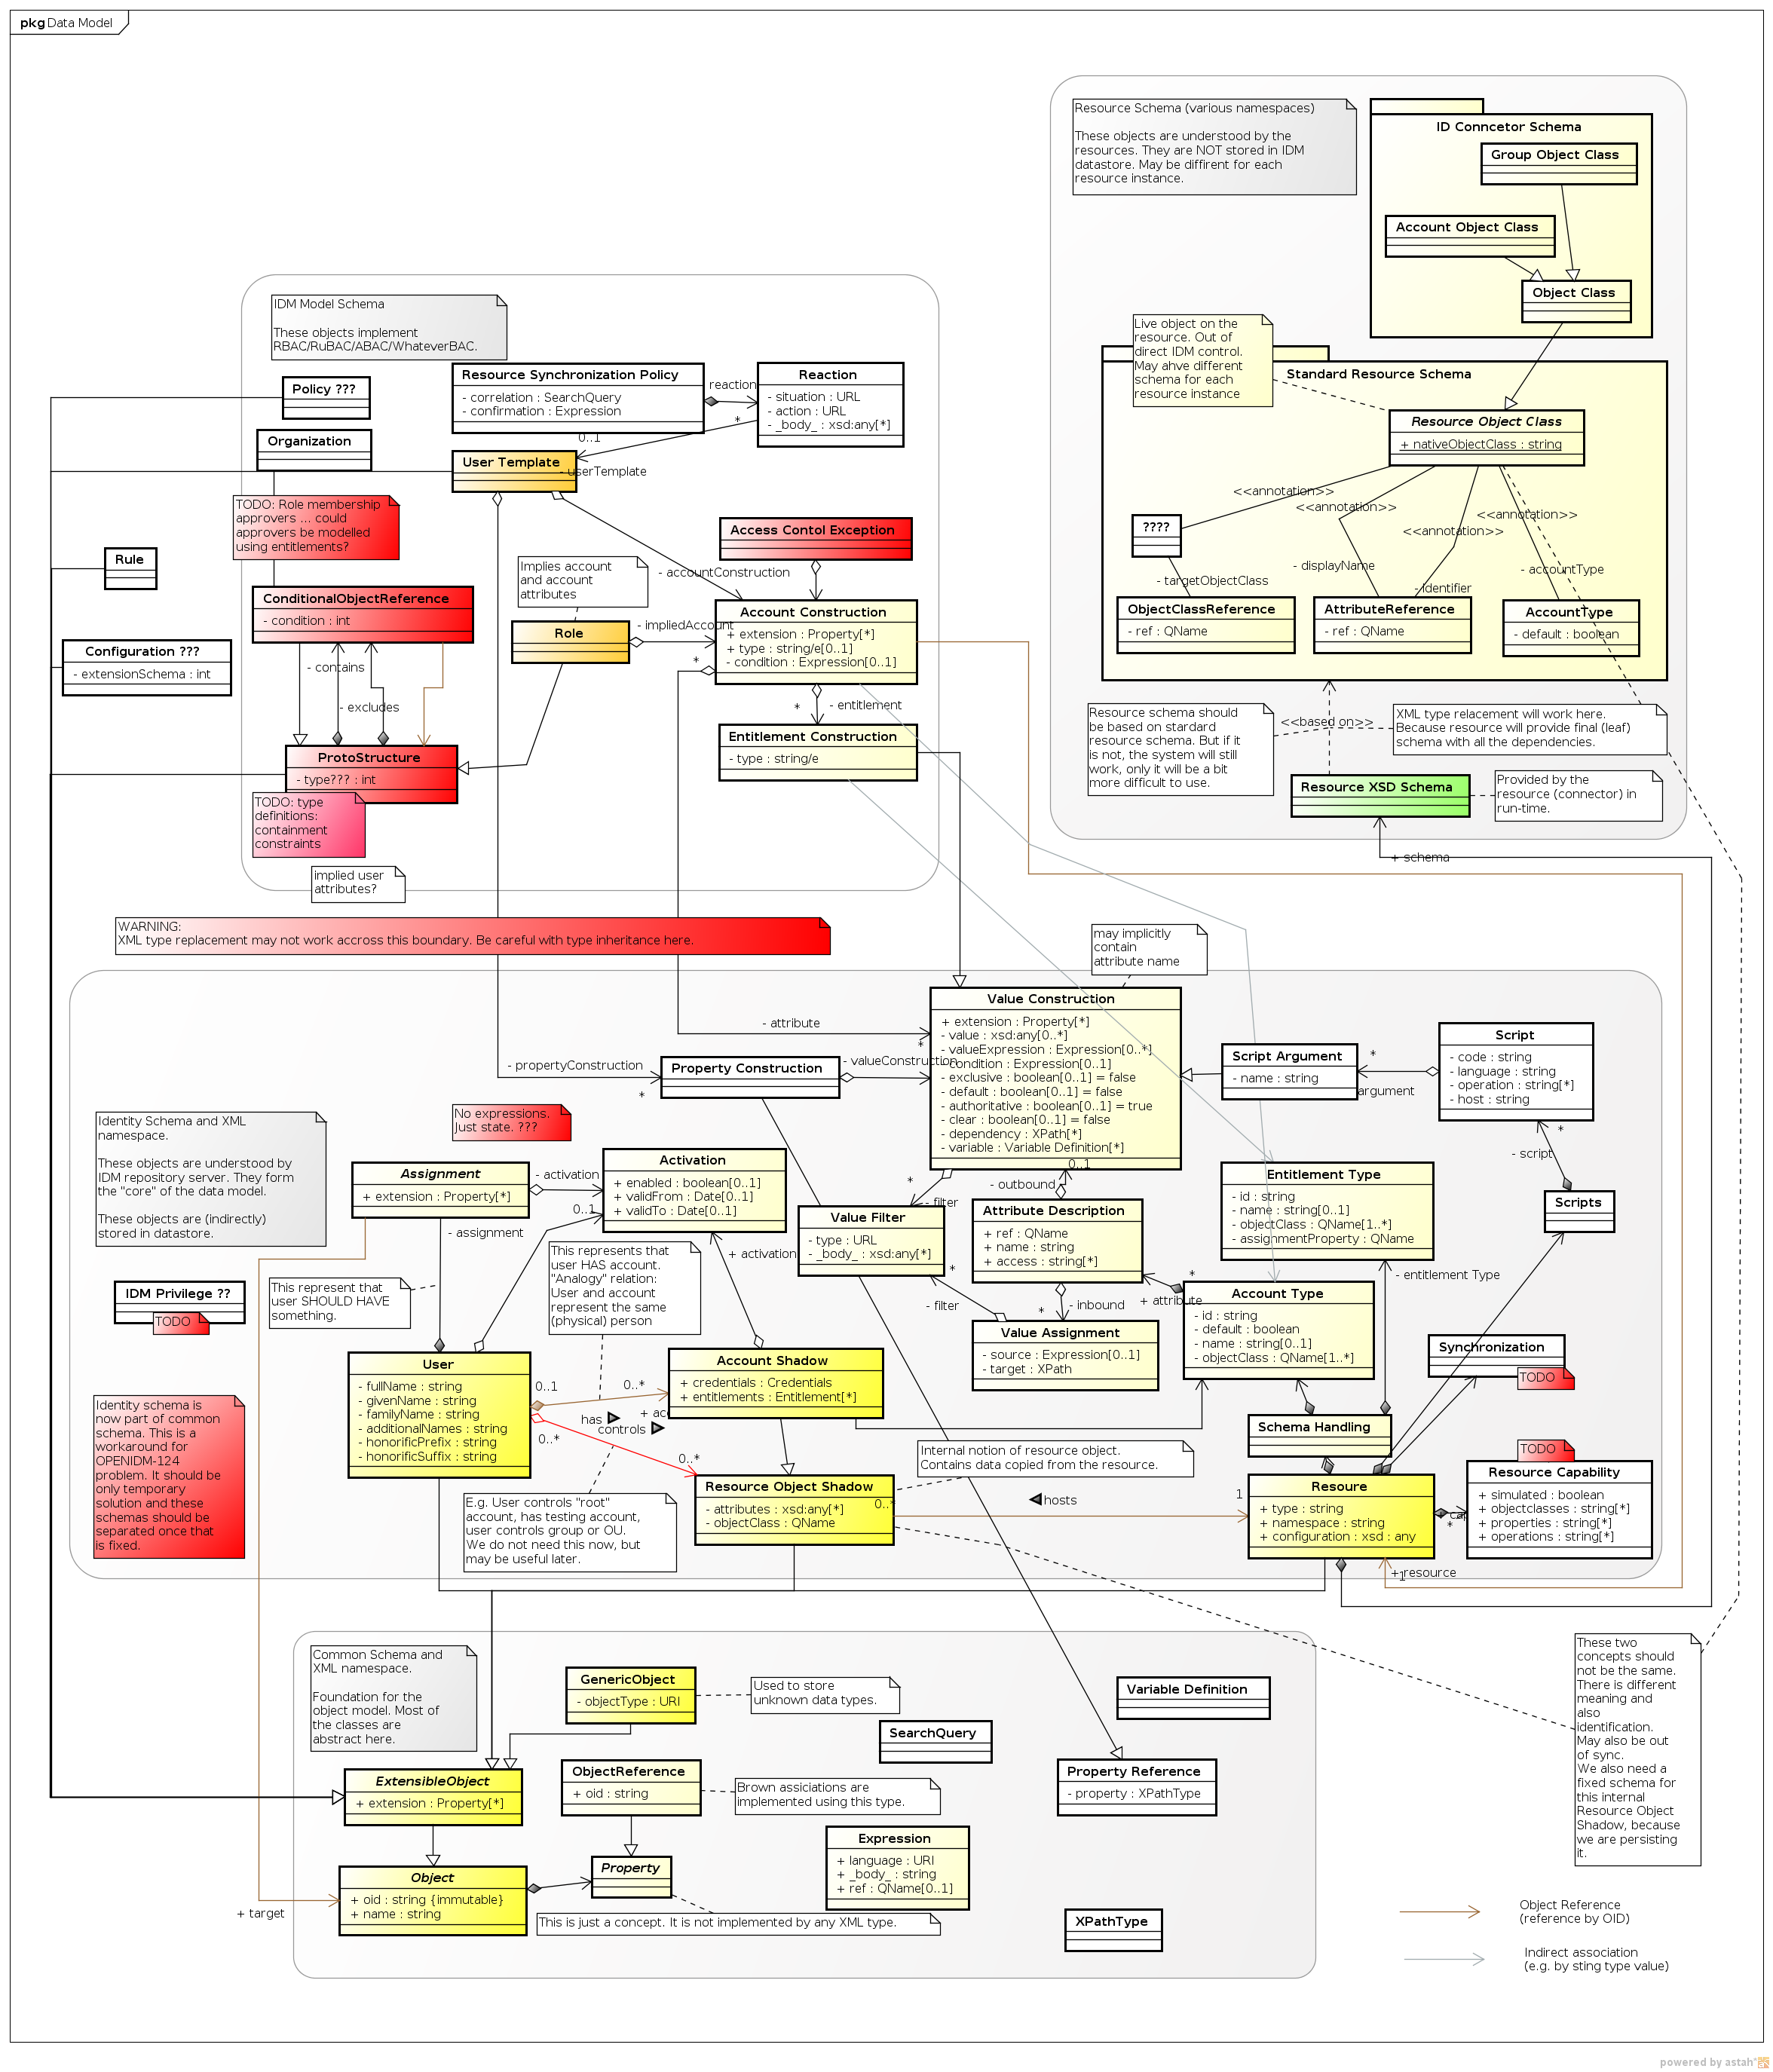 pkg Data Model
Resource Schema (various namespaces)
These objects are understood by the
resources. They are NOT stored in IDM
datastore. May be diffirent for each
resource instance.
ID Conncetor Schema
Group Object Class
Account Object Class
Object Class
Live object on the
resource. Out of
direct IDM control.
May ahve different
schema for each
resource instance
Standard Resource Schema
Resource Object Class
+ nativeObjectClass : string
<<annotation>>
<<annotation>>
<<annotation>>
<<annotation>>
????
- targetObjectClass
- displayName
- identifier
- accountType
ObjectClassReference
- ref : QName
AttributeReference
- ref : QName
AccountType
- default : boolean
Resource schema should
be based on stardard
resource schema. But if it
is not, the system will still
work, only it will be a bit
more difficult to use.
<<based on>>
XML type relacement will work here.
Because resource will provide final (leaf)
schema with all the dependencies.
Resource XSD Schema
Provided by the
resource (connector) in
run-time.
+ schema
IDM Model Schema
These objects implement
RBAC/RuBAC/ABAC/WhateverBAC.
Policy ???
Organization
Resource Synchronization Policy
- correlation : SearchQuery
- confirmation : Expression
reaction
*
Reaction
- situation : URL
- action : URL
- _body_ : xsd:any[*]
0..1
- userTemplate
User Template
TODO: Role membership
approvers ... could
approvers be modelled
using entitlements?
Rule
Access Contol Exception
Implies account
and account
attributes
- accountConstruction
ConditionalObjectReference
- condition : int
Role
- impliedAccount
*
Account Construction
+ extension : Property[*]
+ type : string/e[0..1]
- condition : Expression[0..1]
Configuration ???
- extensionSchema : int
- contains
- excludes
* - entitlement
Entitlement Construction
- type : string/e
ProtoStructure
- type??? : int
TODO: type
definitions:
containment
constraints
implied user
attributes?
WARNING:
XML type replacement may not work accross this boundary. Be careful with type inheritance here.
may implicitly
contain
attribute name
Value Construction
+ extension : Property[*]
- value : xsd:any[0..*]
- valueExpression : Expression[0..*]
- condition : Expression[0..1]
- exclusive : boolean[0..1] = false
- default : boolean[0..1] = false
- authoritative : boolean[0..1] = true
- clear : boolean[0..1] = false
- dependency : XPath[*]
- variable : Variable Definition[*]
- attribute
*
- propertyConstruction
*
Property Construction
- valueConstruction
Script Argument
- name : string
*
argument
Script
- code : string
- language : string
- operation : string[*]
- host : string
*
- script
Scripts
Identity Schema and XML
namespace.
These objects are understood by
IDM repository server. They form
the "core" of the data model.
These objects are (indirectly)
stored in datastore.
No expressions.
Just state. ???
Assignment
+ extension : Property[*]
- activation
0..1
Activation
+ enabled : boolean[0..1]
+ validFrom : Date[0..1]
+ validTo : Date[0..1]
- assignment
+ activation
This represents that
user HAS account.
"Analogy" relation:
User and account
represent the same
(physical) person
This represent that
user SHOULD HAVE
something.
IDM Privilege ??
TODO
*
- filter
Value Filter
- type : URL
- _body_ : xsd:any[*]
*
- filter
- outbound
0..1
Attribute Description
+ ref : QName
+ name : string
+ access : string[*]
*
+ attribute
* - inbound
Value Assignment
- source : Expression[0..1]
- target : XPath
Entitlement Type
- id : string
- name : string[0..1]
- objectClass : QName[1..*]
- assignmentProperty : QName
- entitlement Type
Account Type
- id : string
- default : boolean
- name : string[0..1]
- objectClass : QName[1..*]
Synchronization
TODO
User
- fullName : string
- givenName : string
- familyName : string
- additionalNames : string
- honorificPrefix : string
- honorificSuffix : string
0..1
0..*
has
controls
0..*
0..*
Account Shadow
+ credentials : Credentials
+ entitlements : Entitlement[*]
Schema Handling
Identity schema is
now part of common
schema. This is a
workaround for
OPENIDM-124
problem. It should be
only temporary
solution and these
schemas should be
separated once that
is fixed.
Internal notion of resource object.
Contains data copied from the resource.
TODO
Resource Capability
+ simulated : boolean
+ objectclasses : string[*]
+ properties : string[*]
+ operations : string[*]
E.g. User controls "root"
account, has testing account,
user controls group or OU.
We do not need this now, but
may be useful later.
Resource Object Shadow
- attributes : xsd:any[*]
- objectClass : QName
0..*
hosts
1
Resoure
+ type : string
+ namespace : string
+ configuration : xsd : any
*
+ resource
1
Common Schema and
XML namespace.
Foundation for the
object model. Most of
the classes are
abstract here.
GenericObject
- objectType : URI
Used to store
unknown data types.
SearchQuery
Variable Definition
These two
concepts should
not be the same.
There is different
meaning and
also
identification.
May also be out
of sync.
We also need a
fixed schema for
this internal
Resource Object
Shadow, because
we are persisting
it.
ExtensibleObject
+ extension : Property[*]
ObjectReference
+ oid : string
Brown assiciations are
implemented using this type.
Property Reference
- property : XPathType
Expression
+ language : URI
+ _body_ : string
+ ref : QName[0..1]
Object
+ oid : string {immutable}
+ name : string
Property
+ target
This is just a concept. It is not implemented by any XML type.
XPathType
Object Reference
(reference by OID)
Indirect association
(e.g. by sting type value)
powered by astah*